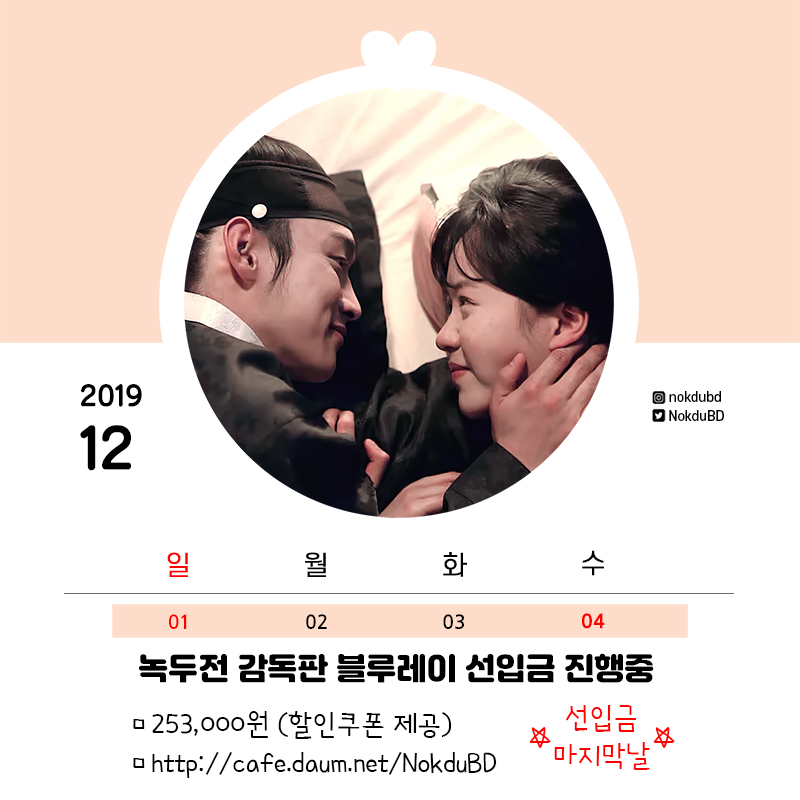 2019
12
nokdubd
NokduBD
일 월 화 수
01 02 03 04
녹두전 감독판 블루레이 선입금 진행중
253,000원 (할인쿠폰 제공)
http://cafe.daum.net/NokduBD
선입금
마지막날